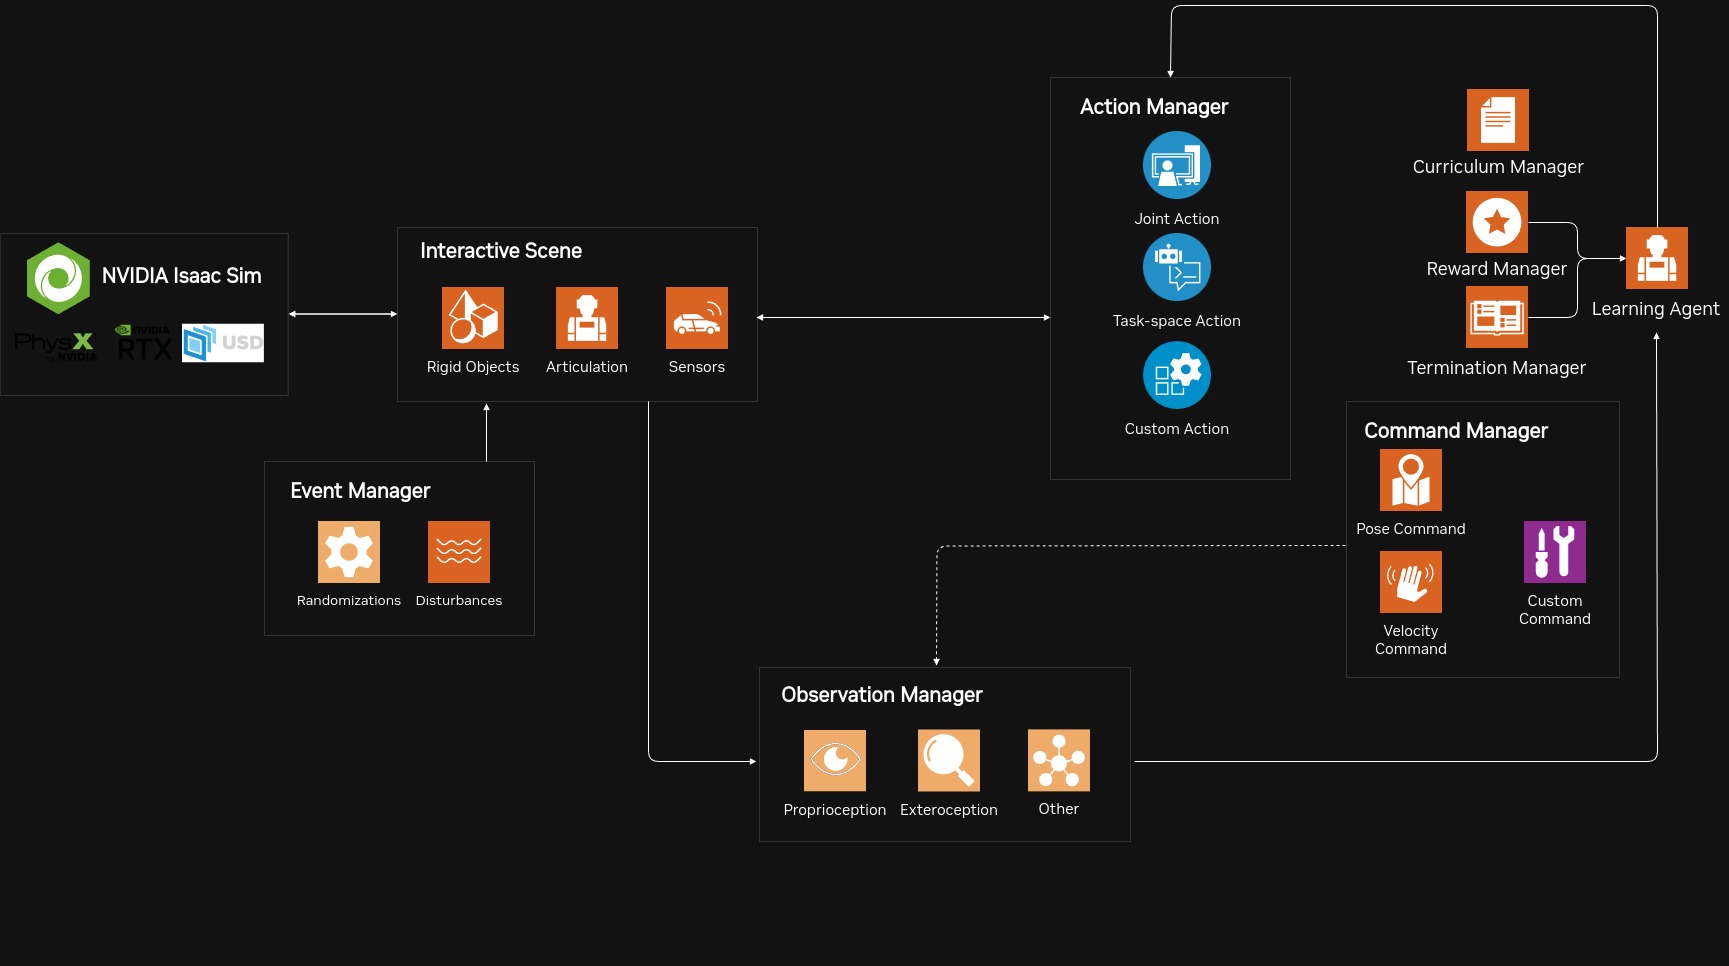 NVIDIA Isaac Sim
PhysX
by NVIDIA
NVIDIA
RTX
USD
Interactive Scene
Rigid Objects
Articulation
Sensors
Event Manager
Randomizations
Disturbances
Action Manager
Joint Action
Task-space Action
Custom Action
Curriculum Manager
Reward Manager
Termination Manager
Learning Agent
Command Manager
Pose Command
Velocity
Command
Custom
Command
Observation Manager
Proprioception
Exteroception
Other